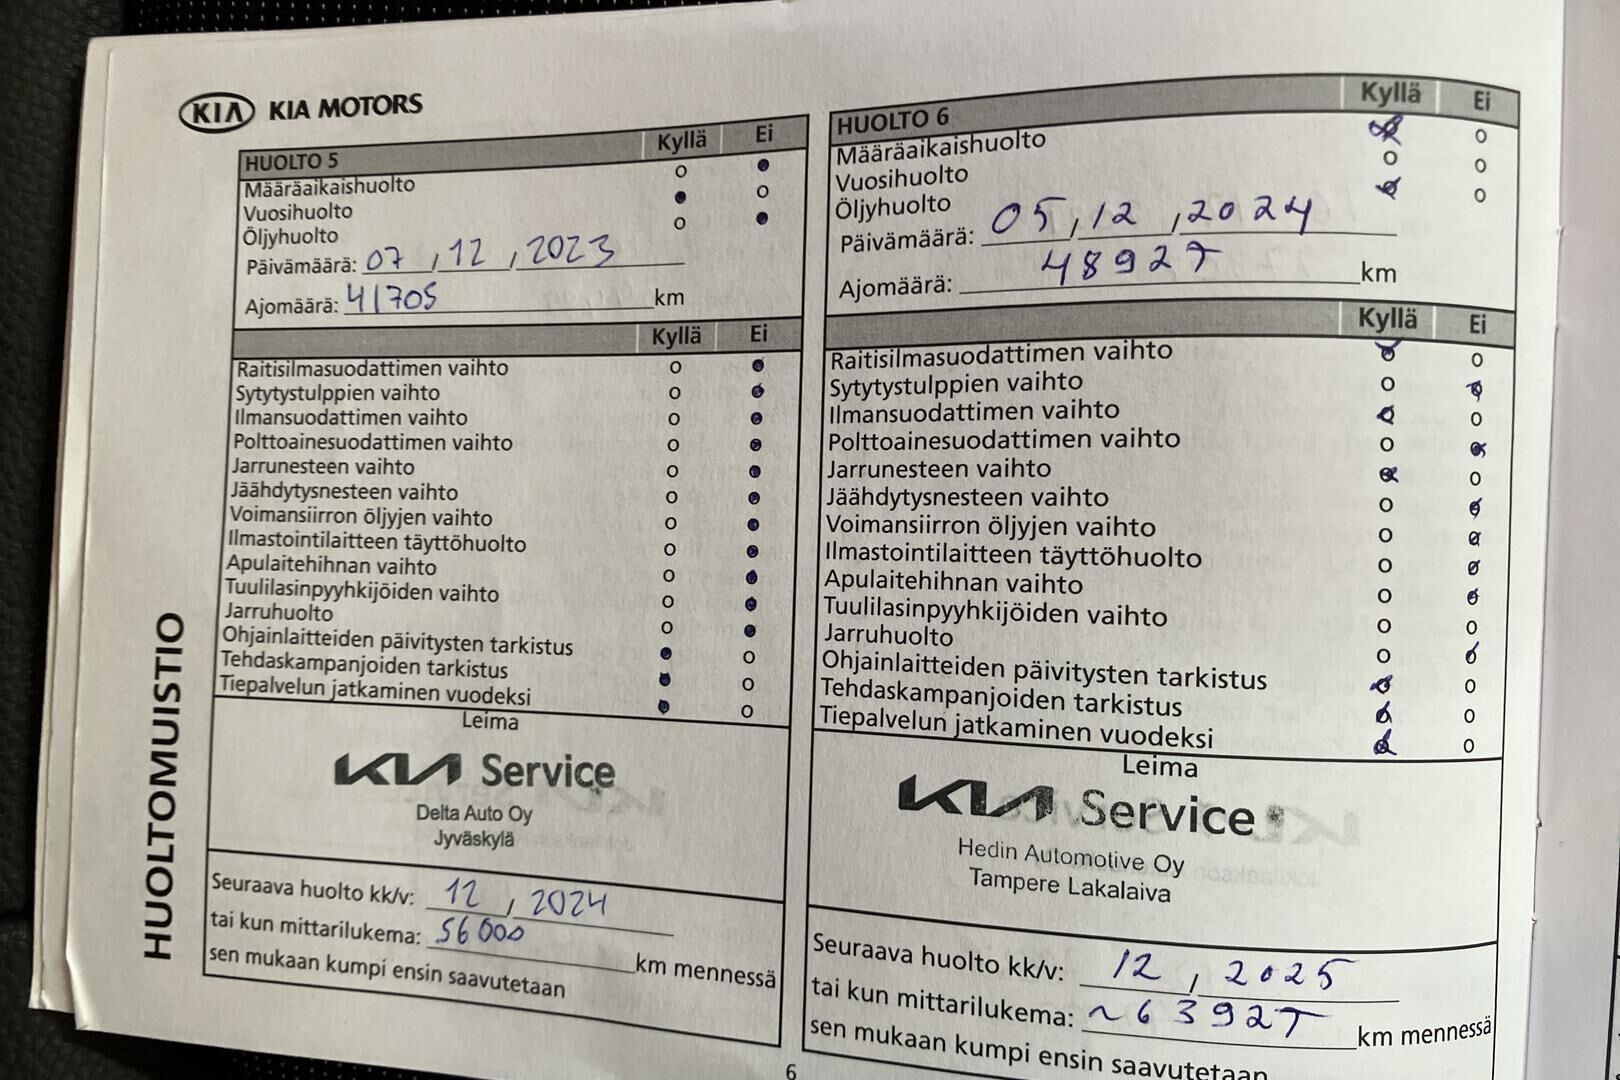 KIA KIA MOTORS
HUOLTOMUISTIO
HUOLTO 5 Kyllä Ei
Määräaikaishuolto
Vuosihuolto
Öljyhuolto
Päivämäärä: 07, 12, 2023
Ajomäärä: 41705 km
Kyllä Ei
Raitisilmasuodattimen vaihto
Sytytystulppien vaihto
Ilmansuodattimen vaihto
Polttoainesuodattimen vaihto
Jarrunesteen vaihto
Jäähdytysnesteen vaihto
Voimansiirron öljyjen vaihto
Ilmastointilaitteen täyttöhuolto
Apulaitehihnan vaihto
Tuulilasinpyyhkijöiden vaihto
Jarruhuolto
Ohjainlaitteiden päivitysten tarkistus
Tehdaskampanjoiden tarkistus
Tiepalvelun jatkaminen vuodeksi
Leima
KIA Service
Delta Auto Oy
Jyväskylä
Seuraava huolto kk/v: 12, 2024
tai kun mittarilukema: 56000 km mennessä
sen mukaan kumpi ensin saavutetaan
HUOLTO 6 Kyllä Ei
Määräaikaishuolto
Vuosihuolto
Öljyhuolto
Päivämäärä: 05, 12, 2024
Ajomäärä: 48927 km
Kyllä Ei
Raitisilmasuodattimen vaihto
Sytytystulppien vaihto
Ilmansuodattimen vaihto
Polttoainesuodattimen vaihto
Jarrunesteen vaihto
Jäähdytysnesteen vaihto
Voimansiirron öljyjen vaihto
Ilmastointilaitteen täyttöhuolto
Apulaitehihnan vaihto
Tuulilasinpyyhkijöiden vaihto
Jarruhuolto
Ohjainlaitteiden päivitysten tarkistus
Tehdaskampanjoiden tarkistus
Tiepalvelun jatkaminen vuodeksi
Leima
KIA Service
Hedin Automotive Oy
Tampere Lakalaiva
Seuraava huolto kk/v: 12, 2025
tai kun mittarilukema: ~63927 km mennessä
sen mukaan kumpi ensin saavutetaan
6